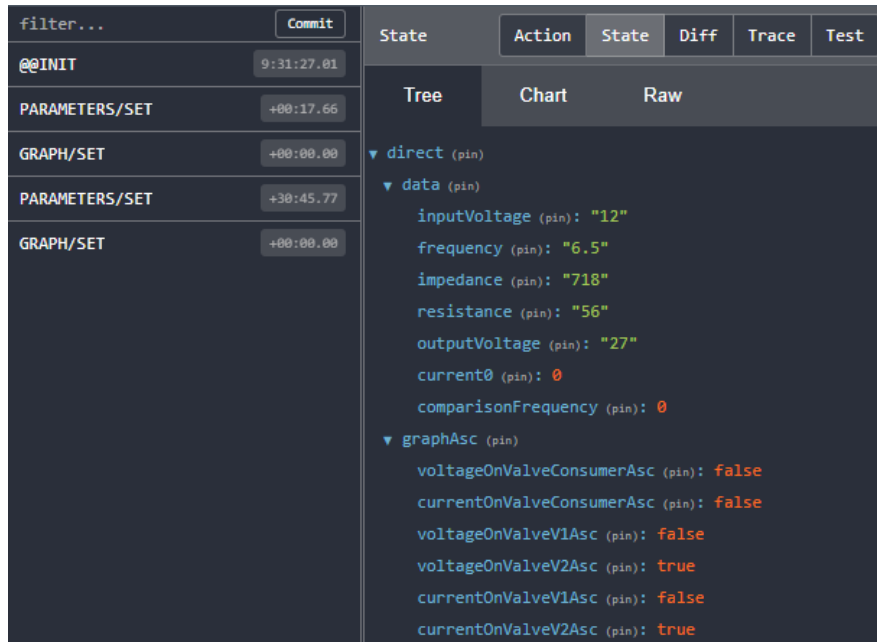 filter... Commit
@@INIT 9:31:27.01
PARAMETERS/SET +00:17.66
GRAPH/SET +00:00.00
PARAMETERS/SET +30:45.77
GRAPH/SET +00:00.00
State Action State Diff Trace Test
Tree Chart Raw
▼ direct (pin)
▼ data (pin)
inputVoltage (pin): "12"
frequency (pin): "6.5"
impedance (pin): "718"
resistance (pin): "56"
outputVoltage (pin): "27"
current0 (pin): 0
comparisonFrequency (pin): 0
▼ graphAsc (pin)
voltageOnValveConsumerAsc (pin): false
currentOnValveConsumerAsc (pin): false
voltageOnValveV1Asc (pin): false
voltageOnValveV2Asc (pin): true
currentOnValveV1Asc (pin): false
currentOnValveV2Asc (pin): true